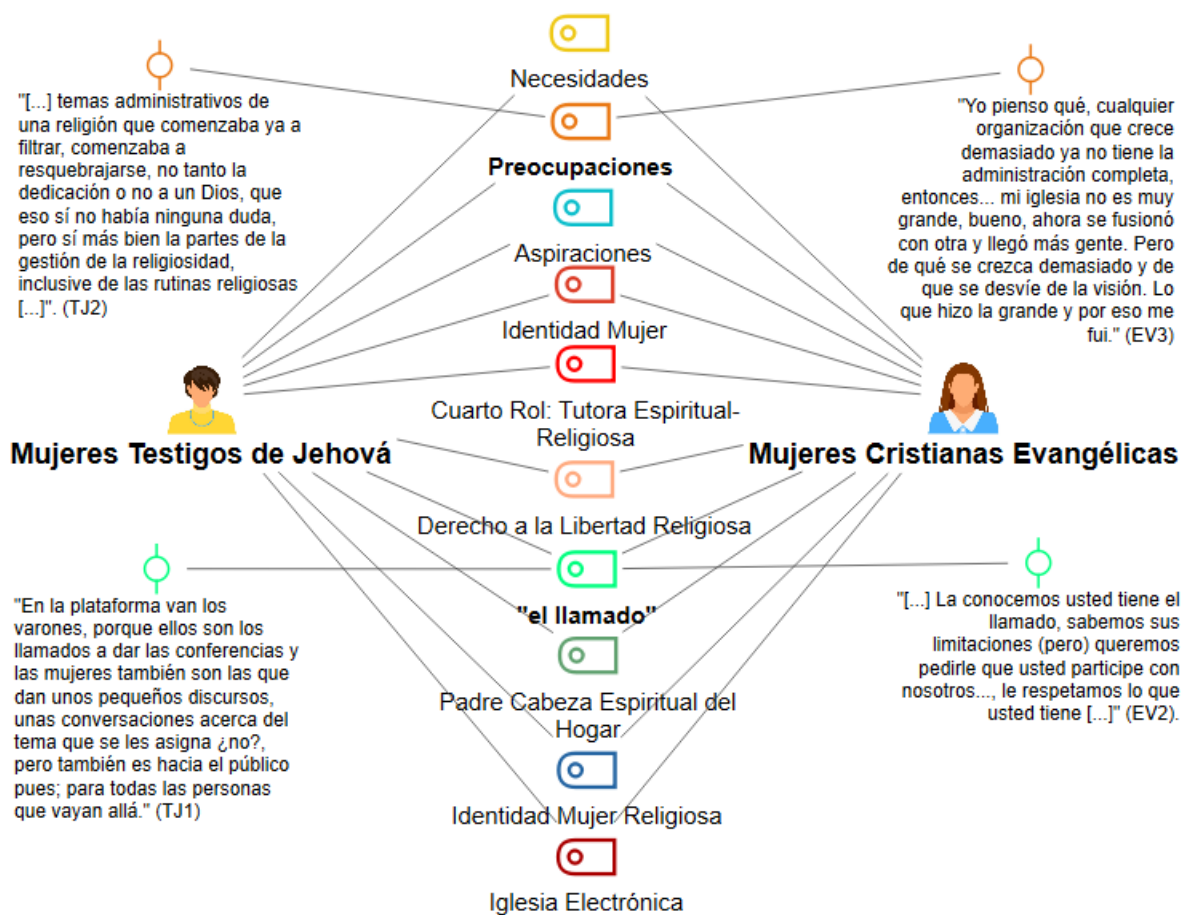 Necesidades
"[...] temas administrativos de
una religión que comenzaba ya a
filtrar, comenzaba a
resquebrajarse, no tanto la
dedicación o no a un Dios, que
eso sí no había ninguna duda,
pero sí más bien la partes de la
gestión de la religiosidad,
inclusive de las rutinas religiosas
[...]". (TJ2)
Preocupaciones
Aspiraciones
Identidad Mujer
Cuarto Rol: Tutora Espiritual-
Religiosa
"Yo pienso qué, cualquier
organización que crece
demasiado ya no tiene la
administración completa,
entonces... mi iglesia no es muy
grande, bueno, ahora se fusionó
con otra y llegó más gente. Pero
de qué se crezca demasiado y de
que se desvíe de la visión. Lo
que hizo la grande y por eso me
fui." (EV3)
Mujeres Testigos de Jehová
Mujeres Cristianas Evangélicas
Derecho a la Libertad Religiosa
"el llamado"
"En la plataforma van los
varones, porque ellos son los
llamados a dar las conferencias y
las mujeres también son las que
dan unos pequeños discursos,
unas conversaciones acerca del
tema que se les asigna ¿no?,
pero también es hacia el público
pues; para todas las personas
que vayan allá." (TJ1)
Padre Cabeza Espiritual del
Hogar
Identidad Mujer Religiosa
Iglesia Electrónica
"[...] La conocemos usted tiene el
llamado, sabemos sus
limitaciones (pero) queremos
pedirle que usted participe con
nosotros..., le respetamos lo que
usted tiene [...]" (EV2).